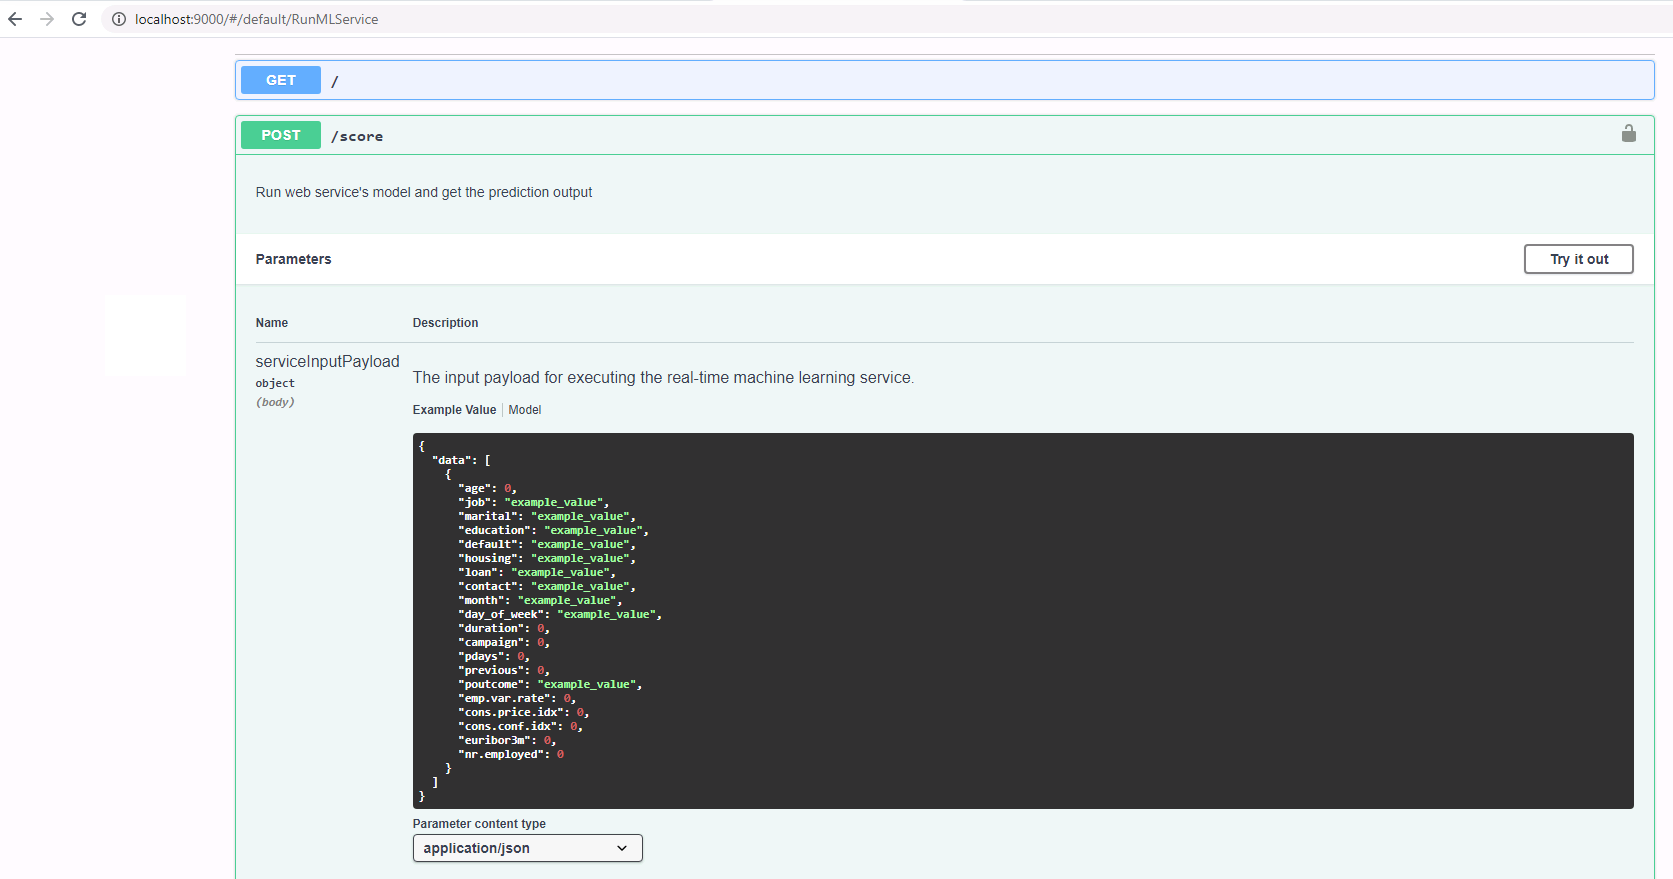 localhost:9000/#/default/RunMLService
GET /
POST /score
Run web service's model and get the prediction output
Parameters Try it out
Name Description
serviceInputPayload
object
(body)
The input payload for executing the real-time machine learning service.
Example Value Model
{
  "data": [
    {
      "age": 0,
      "job": "example_value",
      "marital": "example_value",
      "education": "example_value",
      "default": "example_value",
      "housing": "example_value",
      "loan": "example_value",
      "contact": "example_value",
      "month": "example_value",
      "day_of_week": "example_value",
      "duration": 0,
      "campaign": 0,
      "pdays": 0,
      "previous": 0,
      "poutcome": "example_value",
      "emp.var.rate": 0,
      "cons.price.idx": 0,
      "cons.conf.idx": 0,
      "euribor3m": 0,
      "nr.employed": 0
    }
  ]
}
Parameter content type
application/json